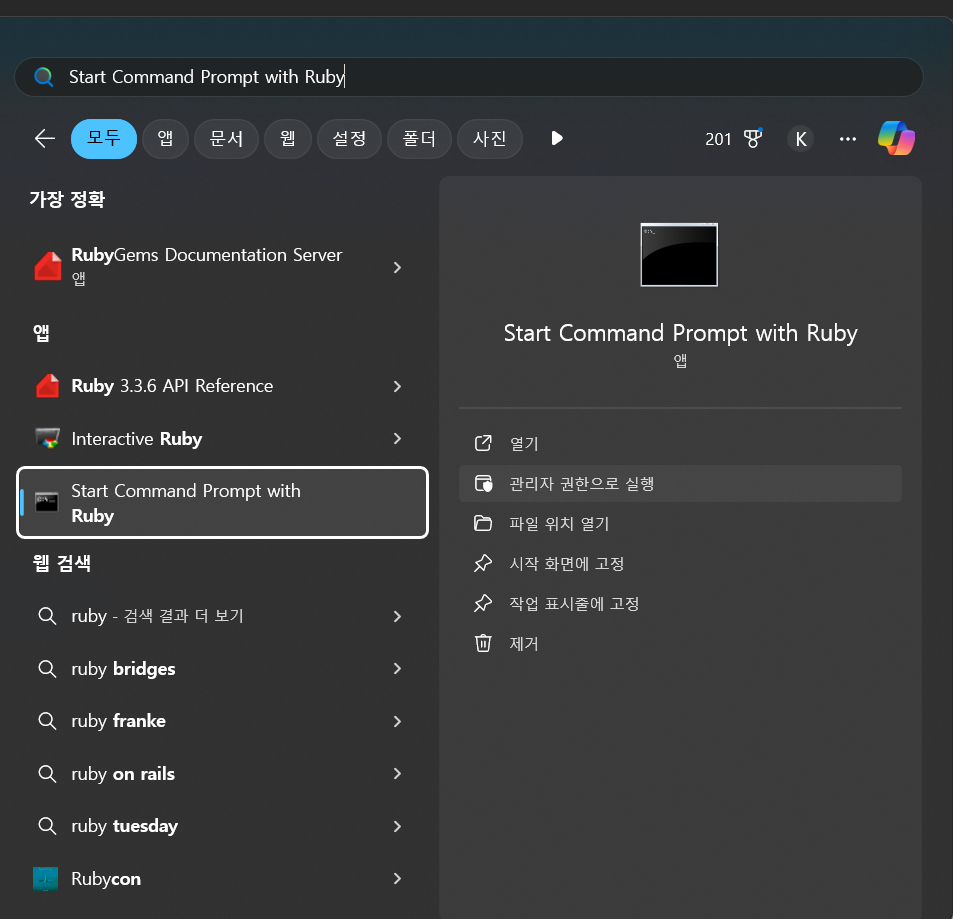 Start Command Prompt with Ruby
모두 앱 문서 웹 설정 폴더 사진 201 K
가장 정확
RubyGems Documentation Server
앱
앱
Ruby 3.3.6 API Reference
Interactive Ruby
Start Command Prompt with
Ruby
웹 검색
ruby - 검색 결과 더 보기
ruby bridges
ruby franke
ruby on rails
ruby tuesday
Rubycon
Start Command Prompt with Ruby
앱
열기
관리자 권한으로 실행
파일 위치 열기
시작 화면에 고정
작업 표시줄에 고정
제거